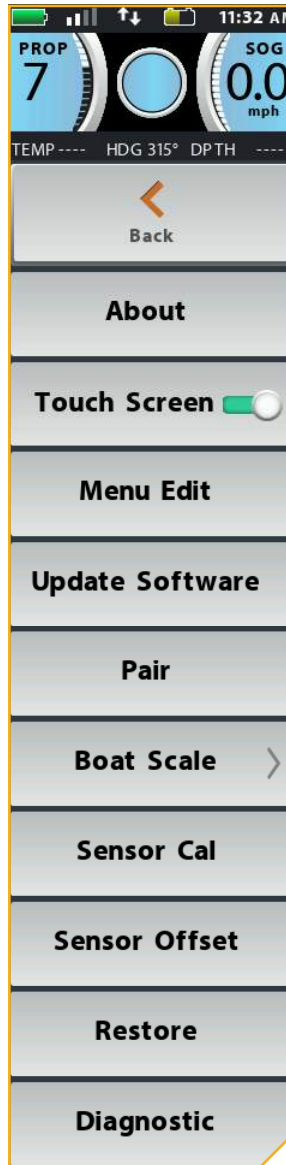 11:32 AM
PROP
7
SOG
0.0
mph
TEMP ---- HDG 315° DPTH ----
Back
About
Touch Screen
Menu Edit
Update Software
Pair
Boat Scale
Sensor Cal
Sensor Offset
Restore
Diagnostic